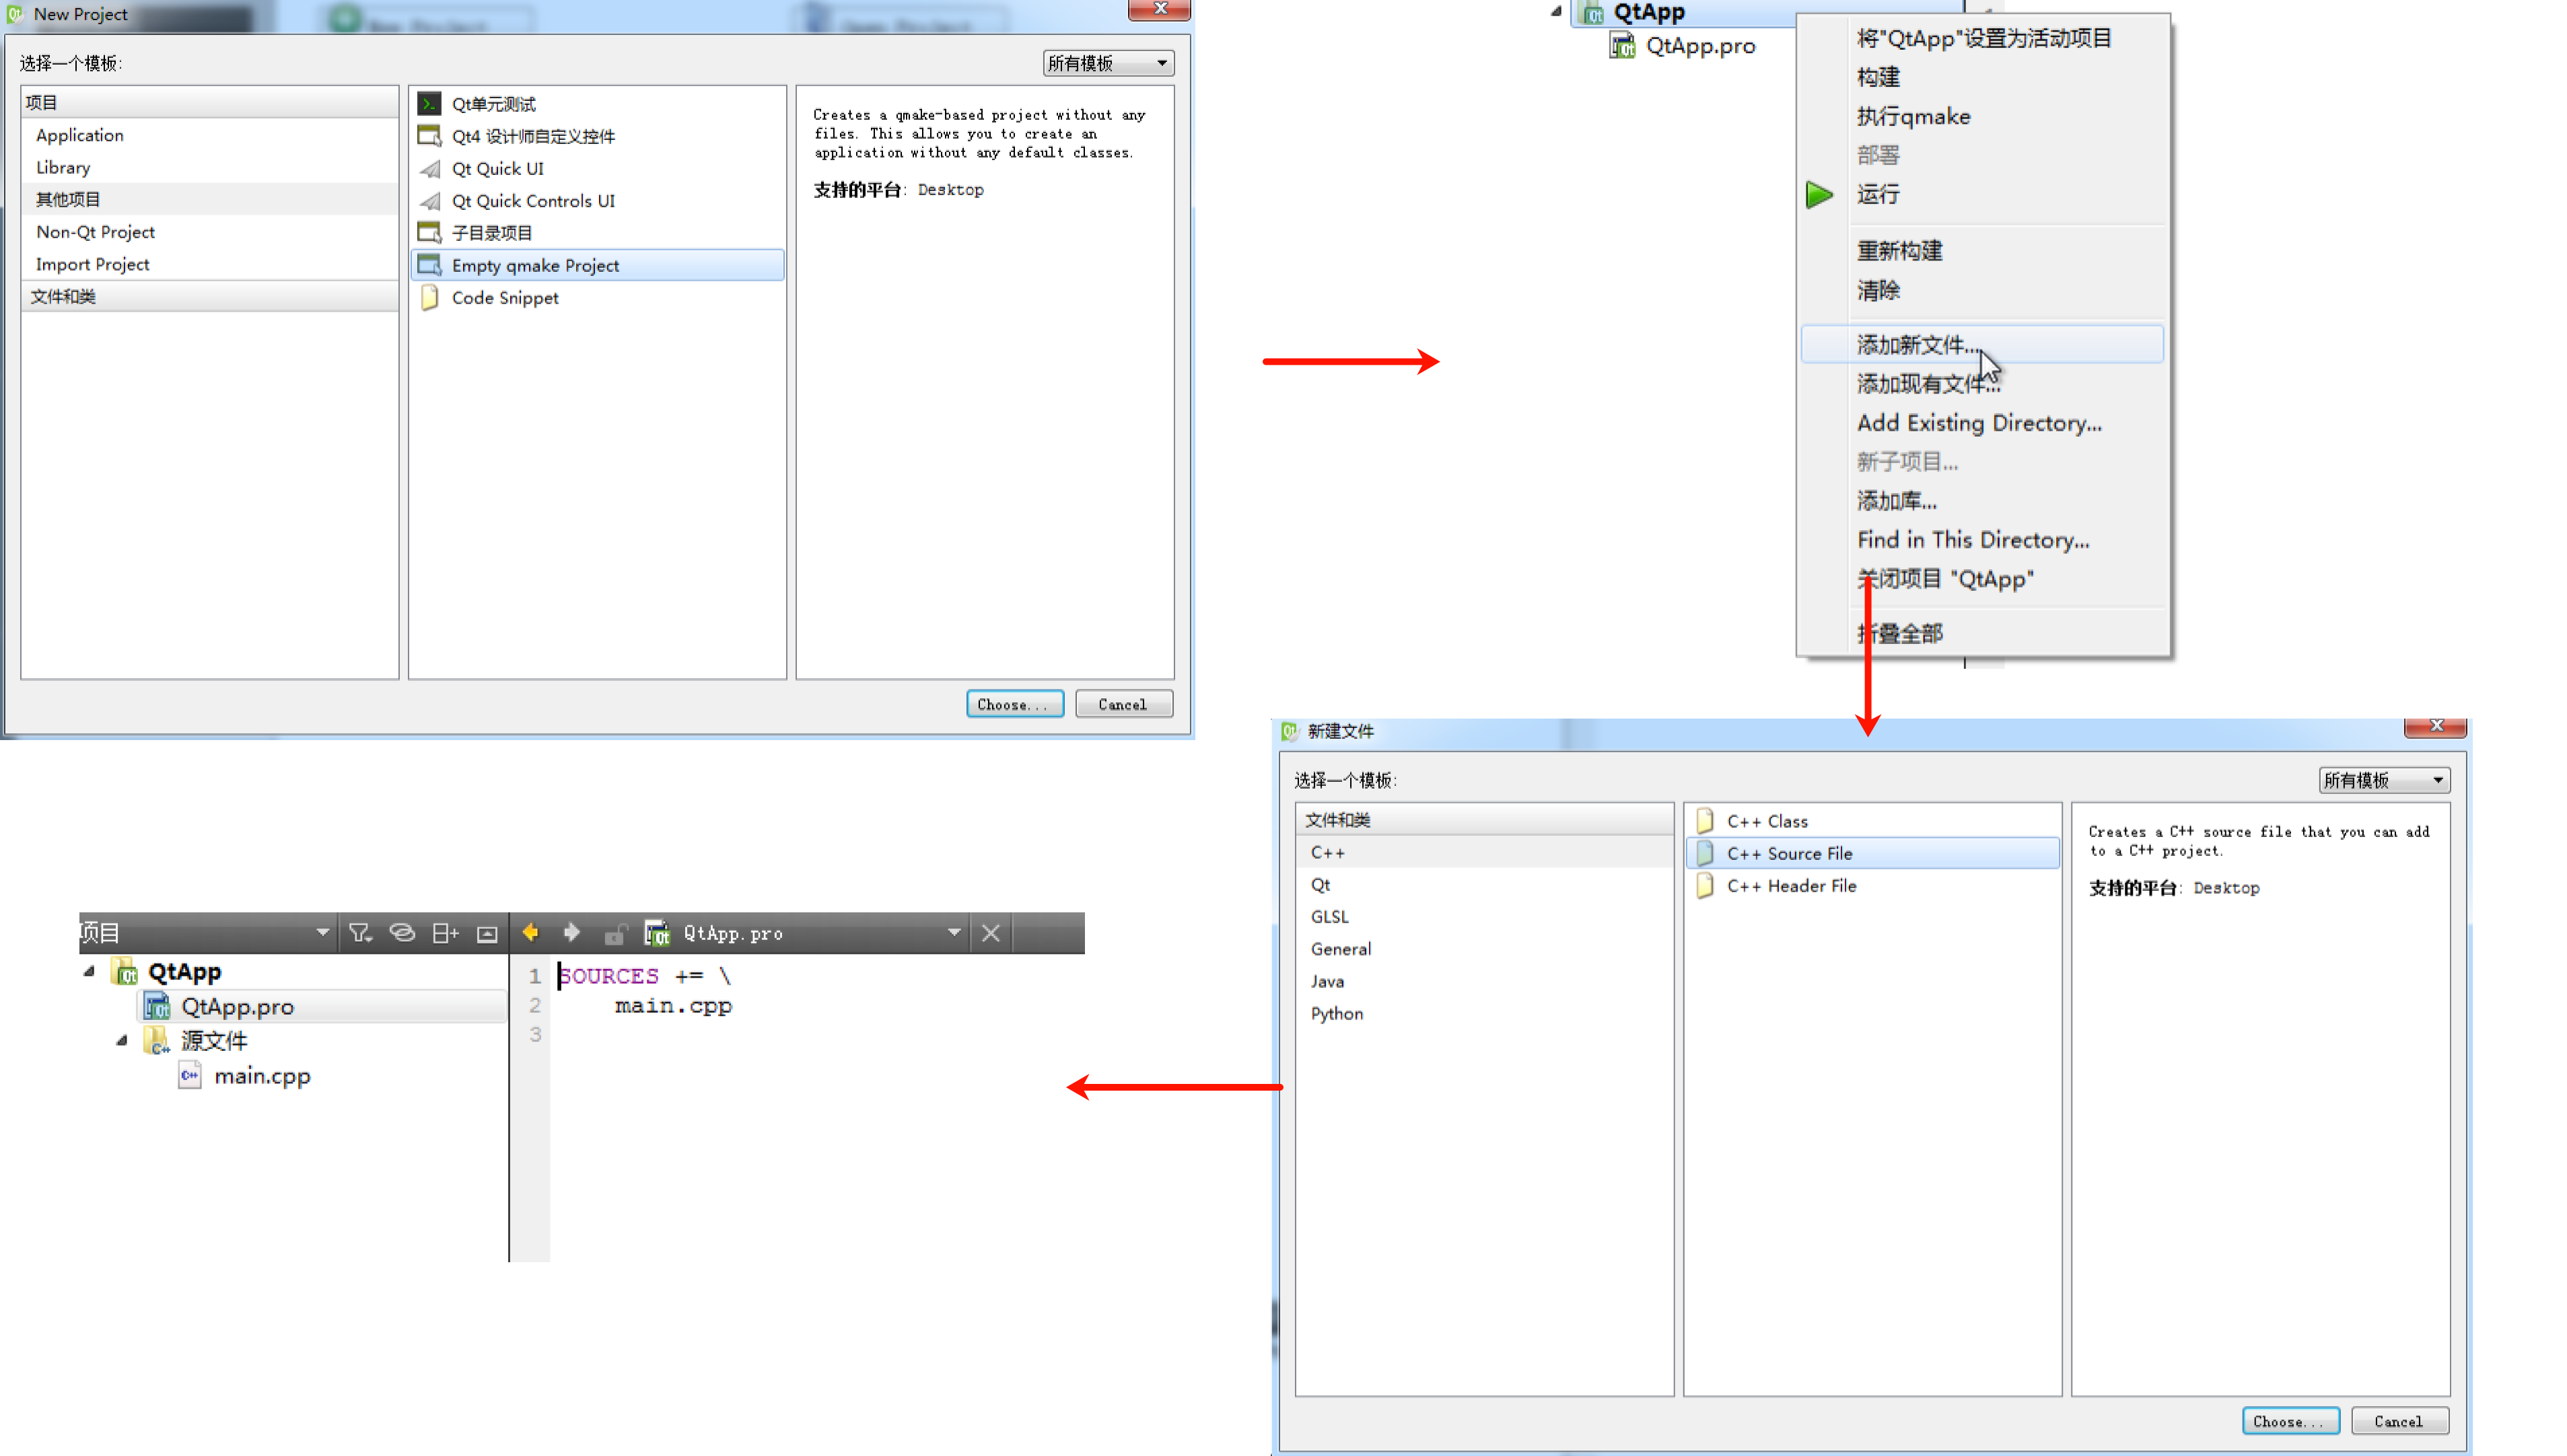 New Project
选择一个模板:
所有模板
项目
Application
Library
其他项目
Non-Qt Project
Import Project
文件和类
Qt单元测试
Qt4 设计师自定义控件
Qt Quick UI
Qt Quick Controls UI
子目录项目
Empty qmake Project
Code Snippet
Creates a qmake-based project without any
files. This allows you to create an
application without any default classes.
支持的平台: Desktop
Choose...
Cancel
QtApp
QtApp.pro
将"QtApp"设置为活动项目
构建
执行qmake
部署
运行
重新构建
清除
添加新文件...
添加现有文件...
Add Existing Directory...
新子项目...
添加库...
Find in This Directory...
关闭项目 "QtApp"
折叠全部
新建文件
选择一个模板:
所有模板
文件和类
C++
Qt
GLSL
General
Java
Python
C++ Class
C++ Source File
C++ Header File
Creates a C++ source file that you can add
to a C++ project.
支持的平台: Desktop
Choose...
Cancel
项目
QtApp.pro
QtApp
QtApp.pro
源文件
main.cpp
1 SOURCES += \
2 main.cpp
3